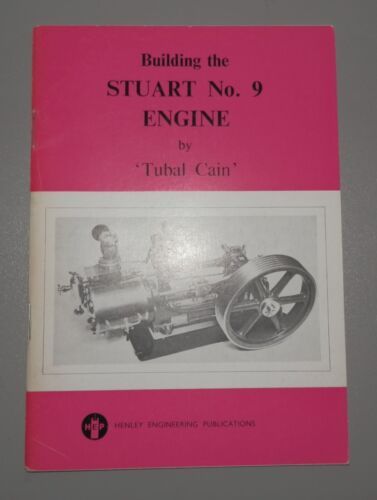 Building the
STUART No. 9
ENGINE
by
‘Tubal Cain’
HEP
HENLEY ENGINEERING PUBLICATIONS